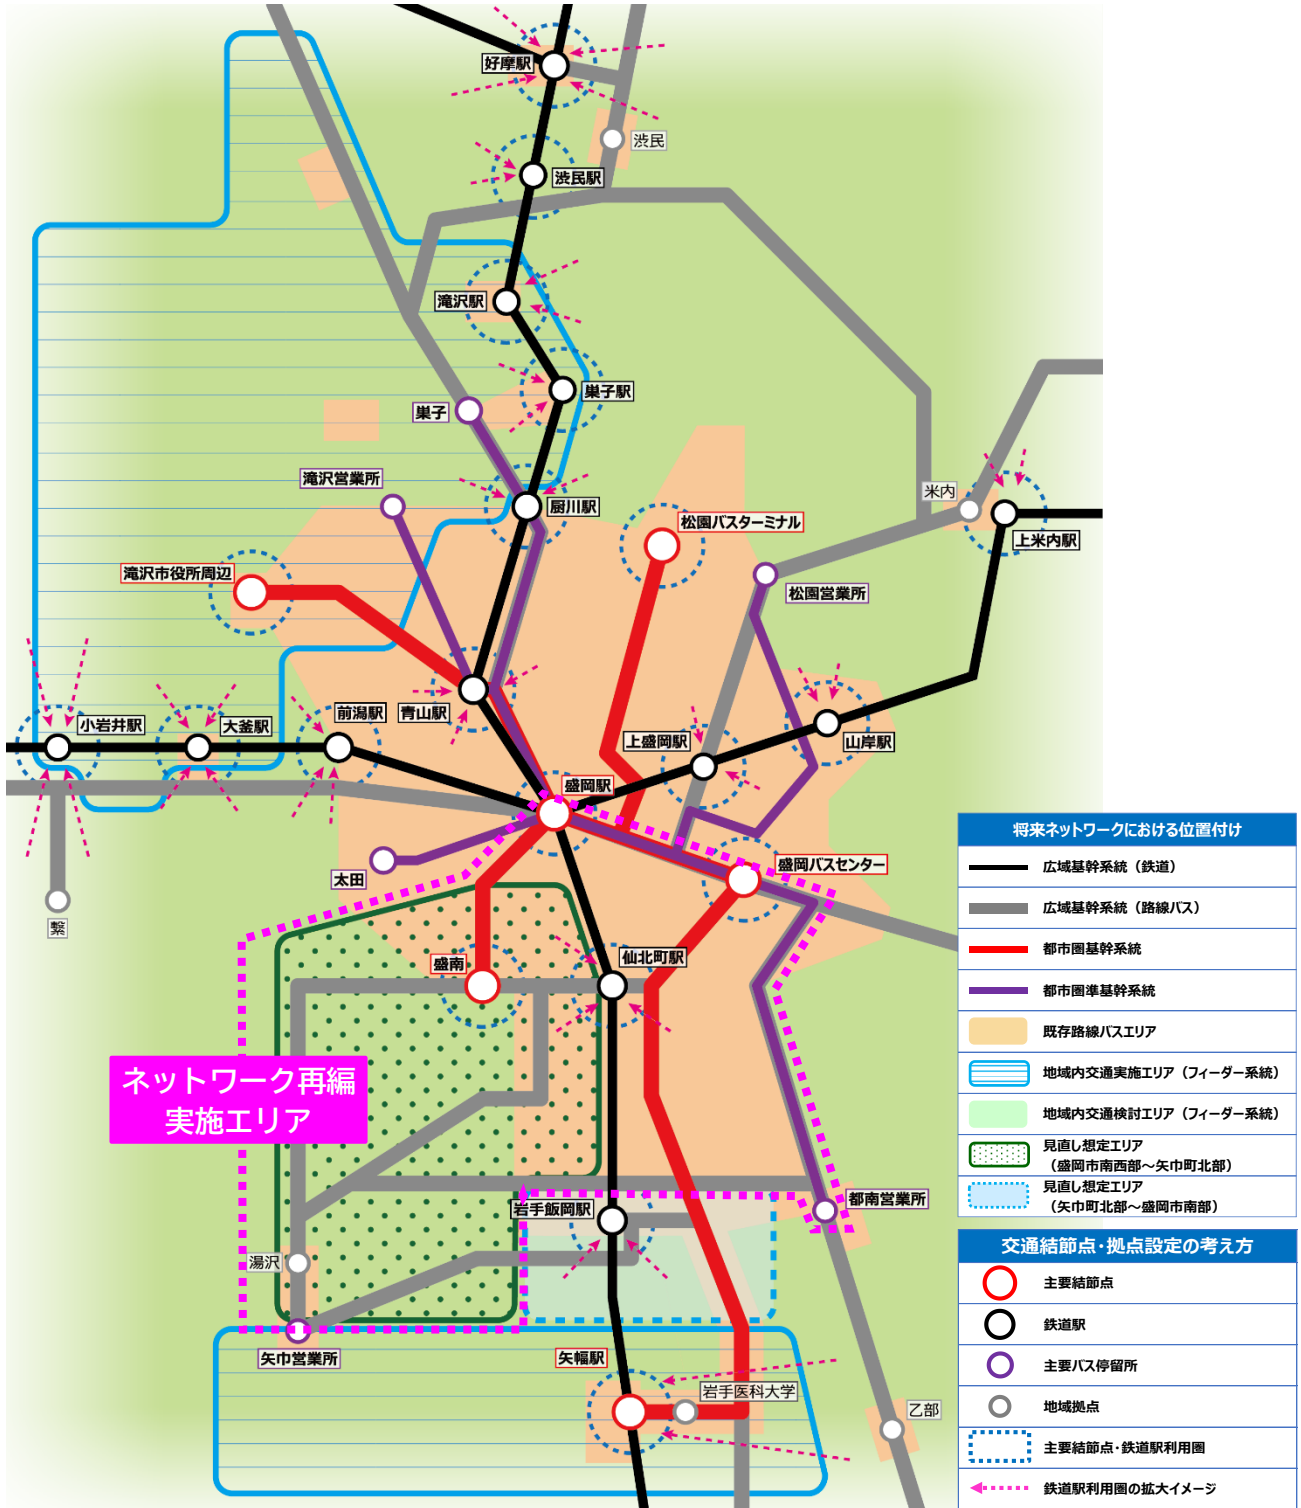 好摩駅
渋民
渋民駅
滝沢駅
巣子駅
巣子
滝沢営業所
厨川駅
米内
松園バスターミナル
上米内駅
滝沢市役所周辺
松園営業所
小岩井駅
大釜駅
前潟駅
青山駅
上盛岡駅
山岸駅
盛岡駅
盛岡バスセンター
太田
繋
盛南
仙北町駅
ネットワーク再編
実施エリア
都南営業所
岩手飯岡駅
湯沢
矢巾営業所
矢幅駅
岩手医科大学
乙部
将来ネットワークにおける位置付け
広域基幹系統（鉄道）
広域基幹系統（路線バス）
都市圏基幹系統
都市圏準基幹系統
既存路線バスエリア
地域内交通実施エリア（フィーダー系統）
地域内交通検討エリア（フィーダー系統）
見直し想定エリア
（盛岡市南西部～矢巾町北部）
見直し想定エリア
（矢巾町北部～盛岡市南部）
交通結節点・拠点設定の考え方
主要結節点
鉄道駅
主要バス停留所
地域拠点
主要結節点・鉄道駅利用圏
鉄道駅利用圏の拡大イメージ